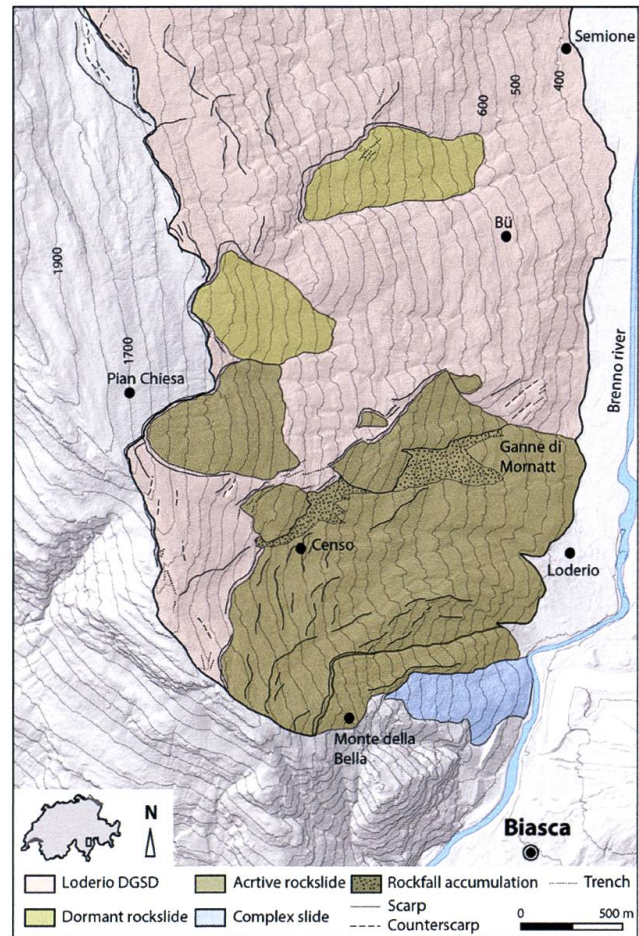 Semione
400
500
600
Bü
1900
1700
Pian Chiesa
Brenno river
Ganne di
Mornatt
Censo
Loderio
Monte della
Bella
N
Biasca
Loderio DGSD
Acrtive rockslide
Rockfall accumulation
Trench
Scarp
Dormant rockslide
Complex slide
Counterscarp
0
500 m